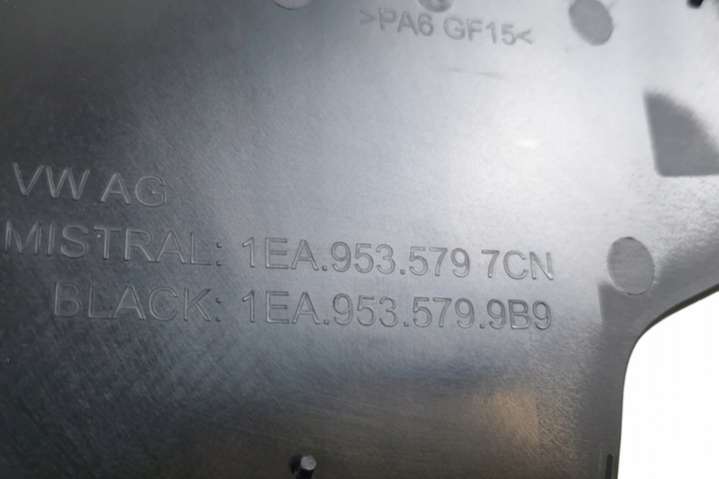 >PA6 GF15<
VW AG
MISTRAL: 1EA.953.579 7CN
BLACK: 1EA.953.579.9B9